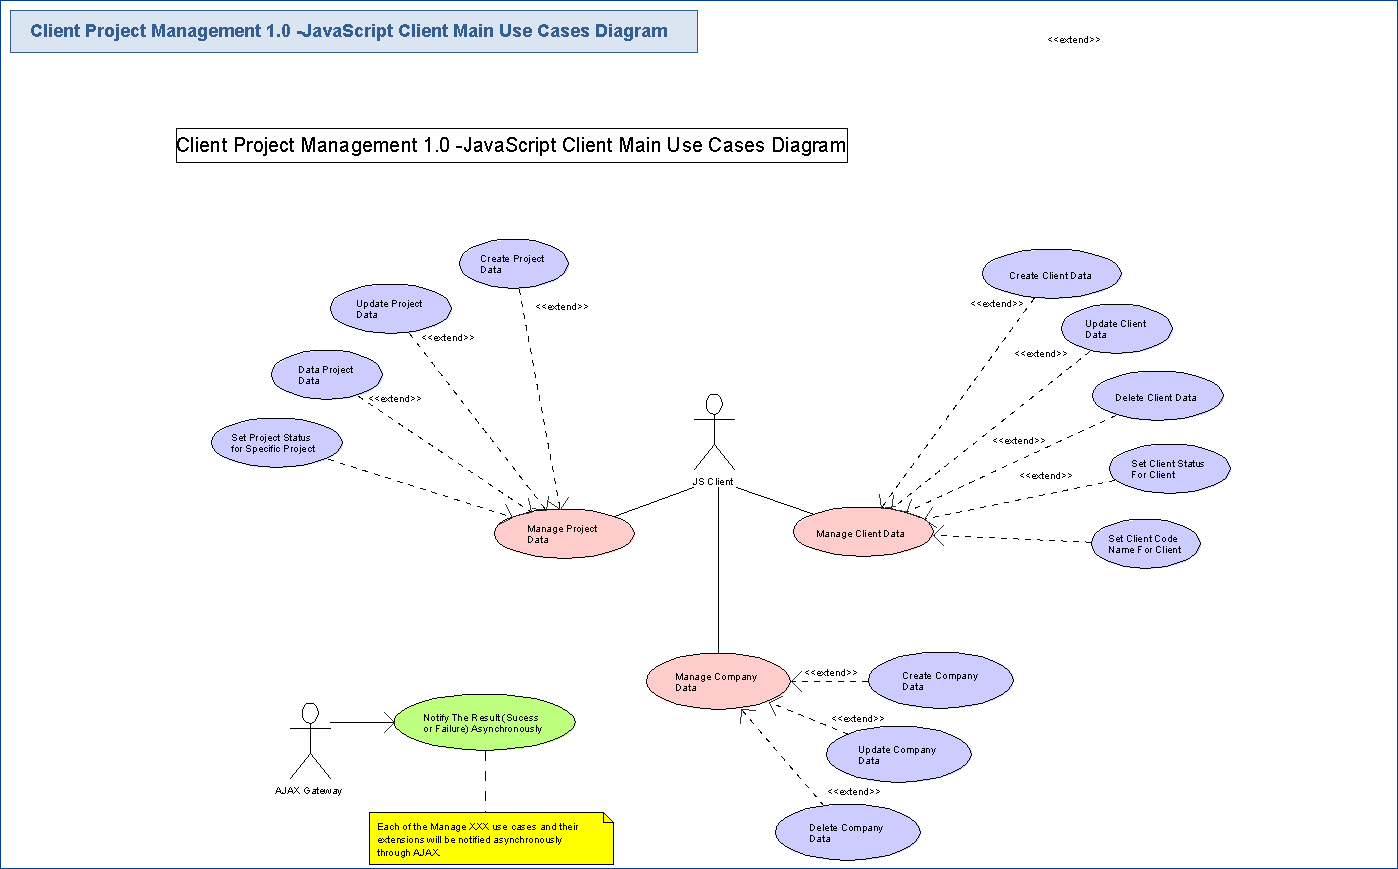 Client Project Management 1.0 -JavaScript Client Main Use Cases Diagram
<<extend>>
Client Project Management 1.0 -JavaScript Client Main Use Cases Diagram
Create Project
Data
<<extend>>
Update Project
Data
<<extend>>
Data Project
Data
<<extend>>
Set Project Status
for Specific Project
Manage Project
Data
JS Client
Create Client Data
<<extend>>
Update Client
Data
<<extend>>
Delete Client Data
<<extend>>
Set Client Status
For Client
<<extend>>
Set Client Code
Name For Client
Manage Client Data
Manage Company
Data
<<extend>>
Create Company
Data
<<extend>>
Update Company
Data
<<extend>>
Delete Company
Data
AJAX Gateway
Notify The Result (Sucess
or Failure) Asynchronously
Each of the Manage XXX use cases and their
extensions will be notified asynchronously
through AJAX.